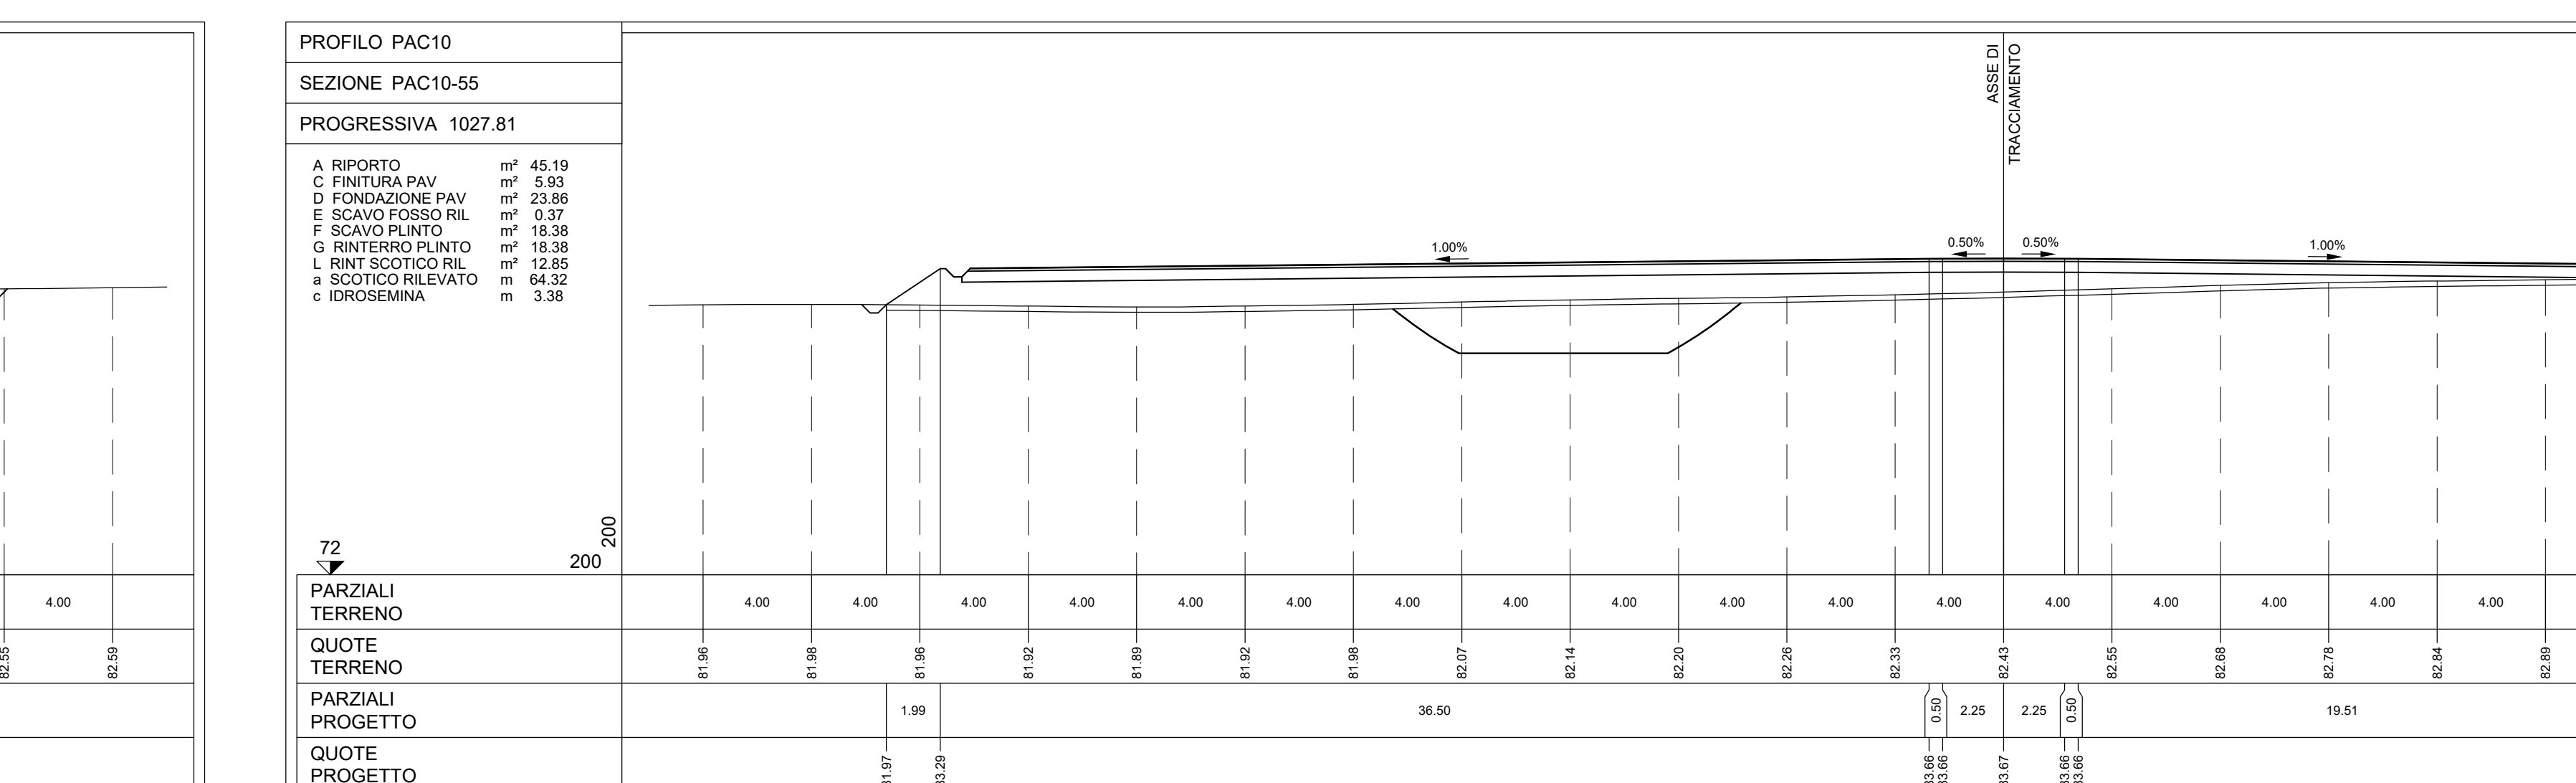 PROFILO PAC10
SEZIONE PAC10-55
PROGRESSIVA 1027.81
A RIPORTO m² 45.19
C FINITURA PAV m² 5.93
D FONDAZIONE PAV m² 23.86
E SCAVO FOSSO RIL m² 0.37
F SCAVO PLINTO m² 18.38
G RINTERRO PLINTO m² 18.38
L RINT SCOTICO RIL m² 12.85
a SCOTICO RILEVATO m 64.32
c IDROSEMINA m 3.38
ASSE DI
TRACCIAMENTO
1.00% 0.50% 0.50% 1.00%
72
200
200
4.00
PARZIALI
TERRENO
4.00 4.00 4.00 4.00 4.00 4.00 4.00 4.00 4.00 4.00 4.00 4.00 4.00 4.00 4.00 4.00 4.00
82.59
QUOTE
TERRENO
81.96 81.98 81.96 81.92 81.89 81.92 81.98 82.07 82.14 82.20 82.26 82.33 82.43 82.55 82.68 82.78 82.84 82.89
PARZIALI
PROGETTO
1.99 36.50 0.50 2.25 2.25 0.50 19.51
QUOTE
PROGETTO